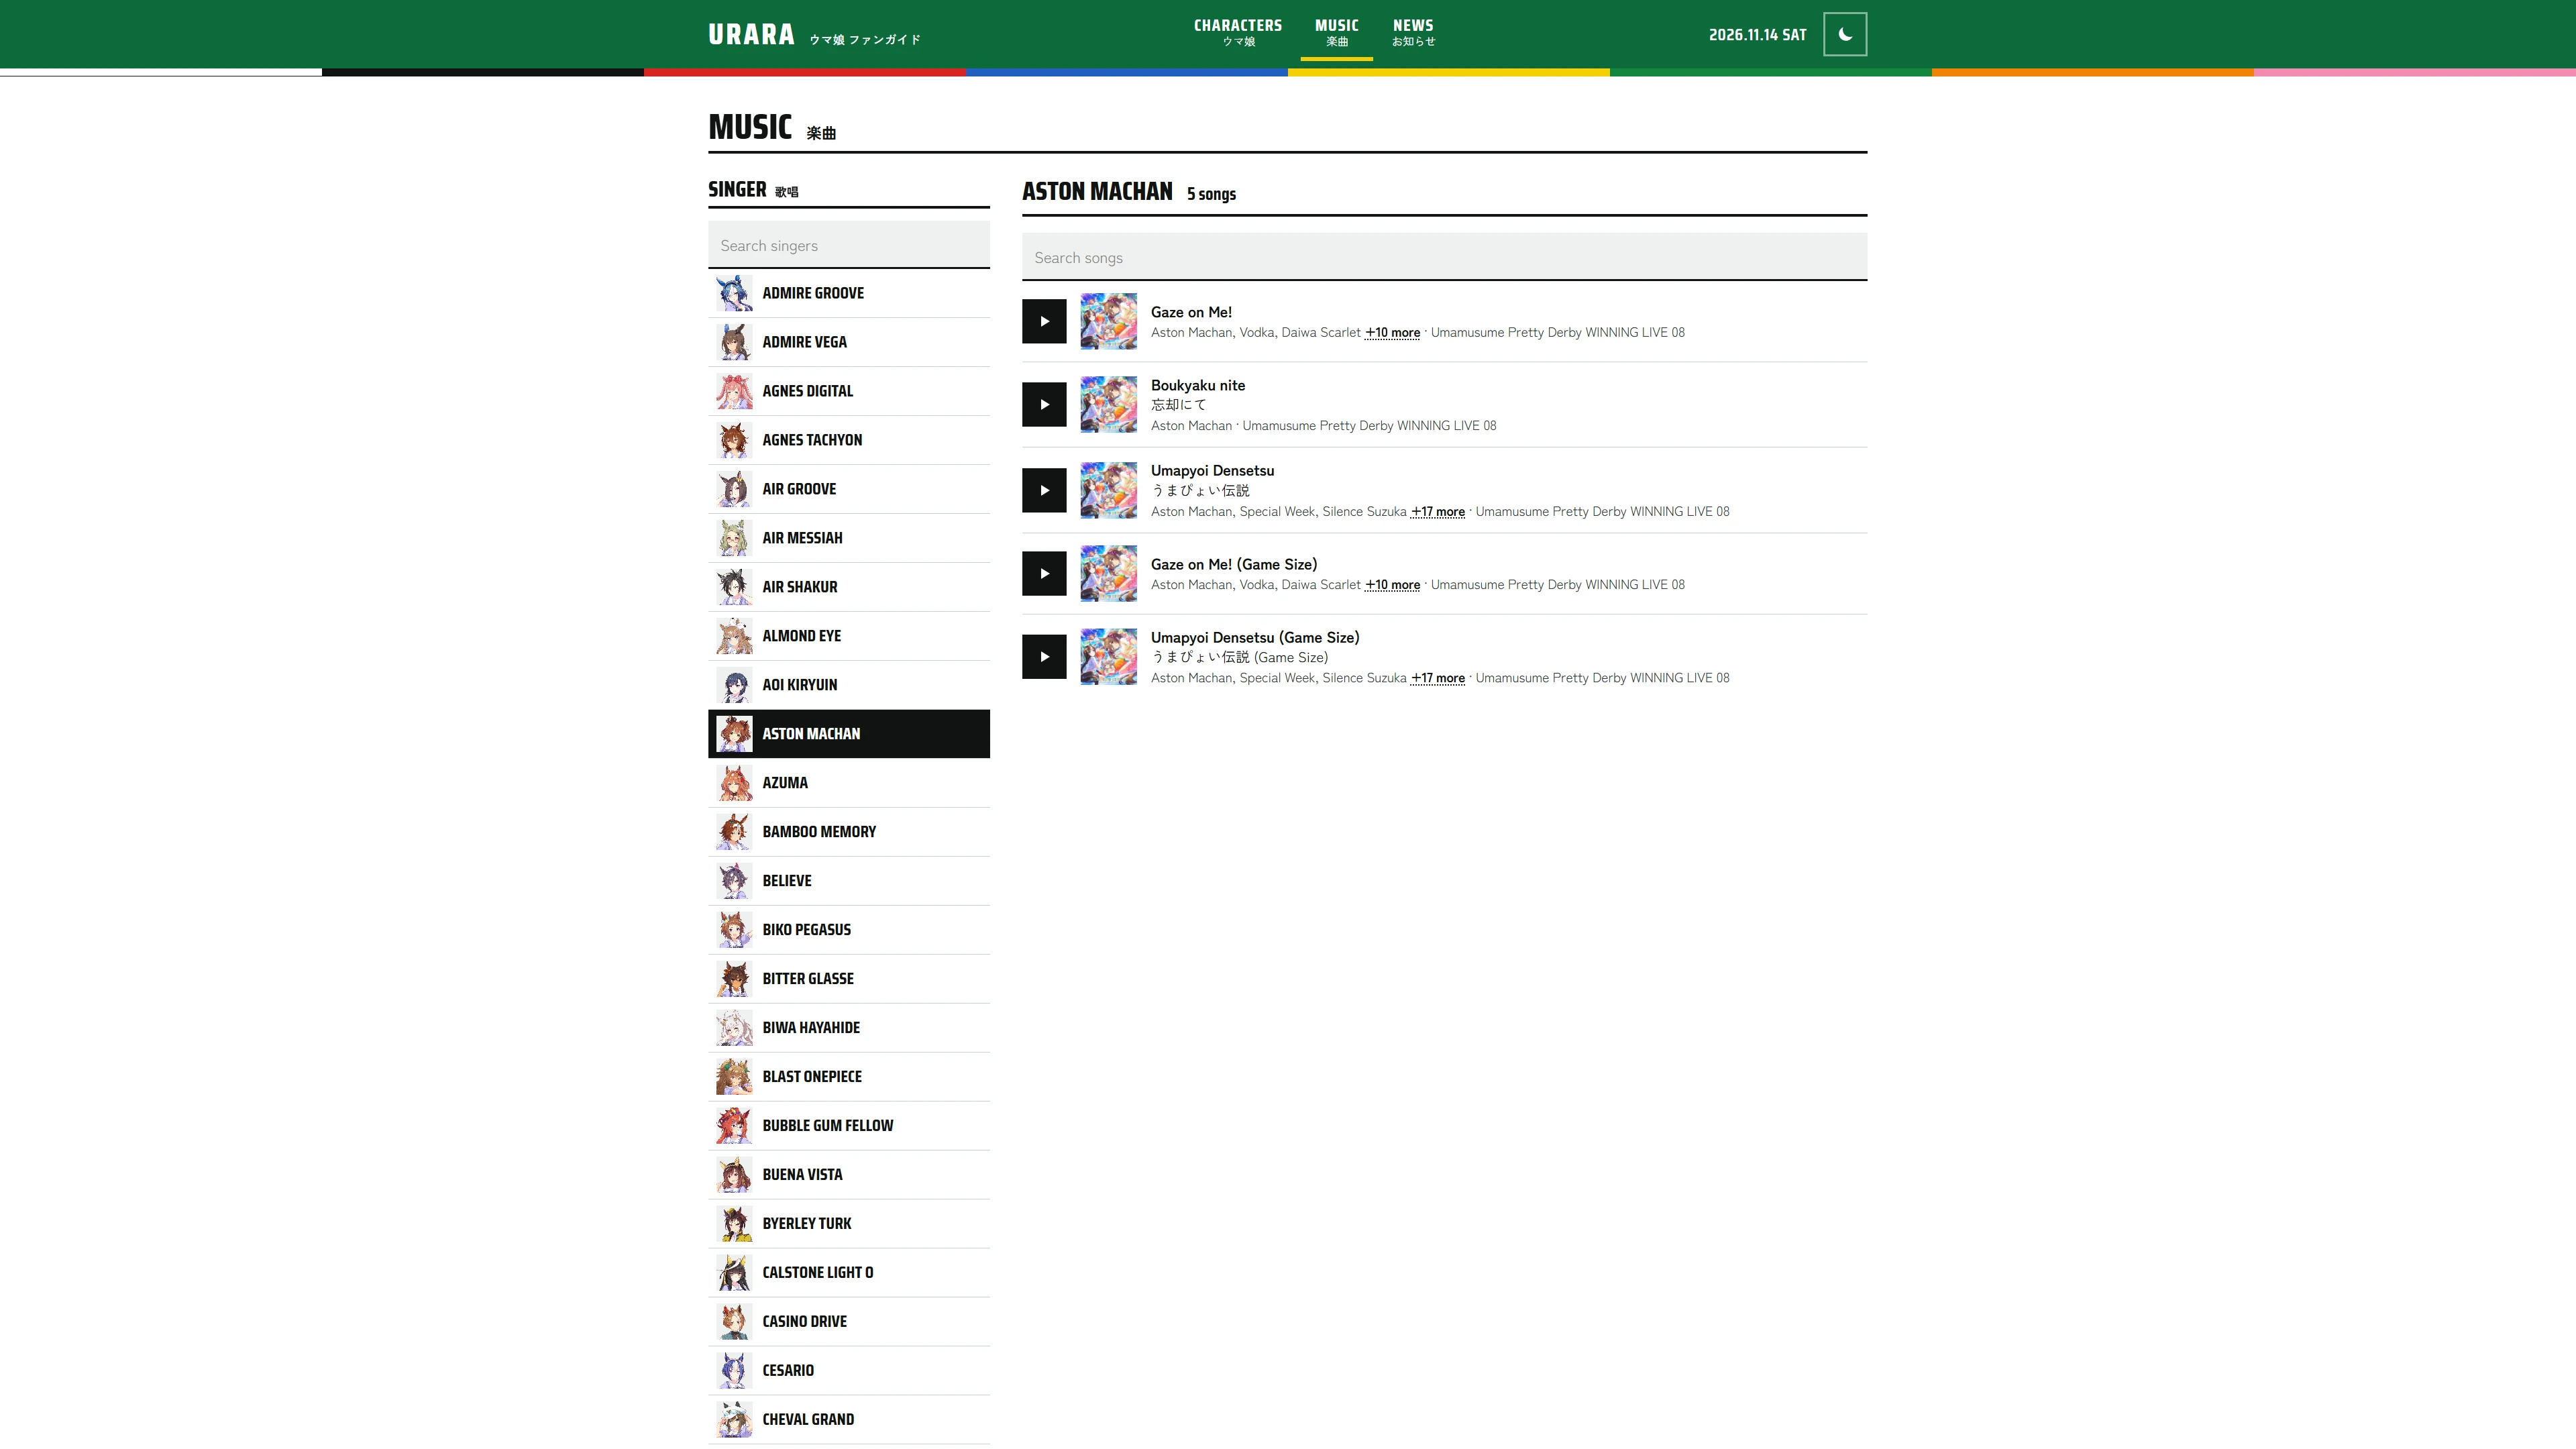 URARA ウマ娘 ファンガイド
CHARACTERS
ウマ娘
MUSIC
楽曲
NEWS
お知らせ
2026.11.14 SAT
MUSIC 楽曲
SINGER 歌唱
Search singers
ADMIRE GROOVE
ADMIRE VEGA
AGNES DIGITAL
AGNES TACHYON
AIR GROOVE
AIR MESSIAH
AIR SHAKUR
ALMOND EYE
AOI KIRYUIN
ASTON MACHAN
AZUMA
BAMBOO MEMORY
BELIEVE
BIKO PEGASUS
BITTER GLASSE
BIWA HAYAHIDE
BLAST ONEPIECE
BUBBLE GUM FELLOW
BUENA VISTA
BYERLEY TURK
CALSTONE LIGHT O
CASINO DRIVE
CESARIO
CHEVAL GRAND
ASTON MACHAN 5 songs
Search songs
Gaze on Me!
Aston Machan, Vodka, Daiwa Scarlet +10 more · Umamusume Pretty Derby WINNING LIVE 08
Boukyaku nite
忘却にて
Aston Machan · Umamusume Pretty Derby WINNING LIVE 08
Umapyoi Densetsu
うまぴょい伝説
Aston Machan, Special Week, Silence Suzuka +17 more · Umamusume Pretty Derby WINNING LIVE 08
Gaze on Me! (Game Size)
Aston Machan, Vodka, Daiwa Scarlet +10 more · Umamusume Pretty Derby WINNING LIVE 08
Umapyoi Densetsu (Game Size)
うまぴょい伝説 (Game Size)
Aston Machan, Special Week, Silence Suzuka +17 more · Umamusume Pretty Derby WINNING LIVE 08